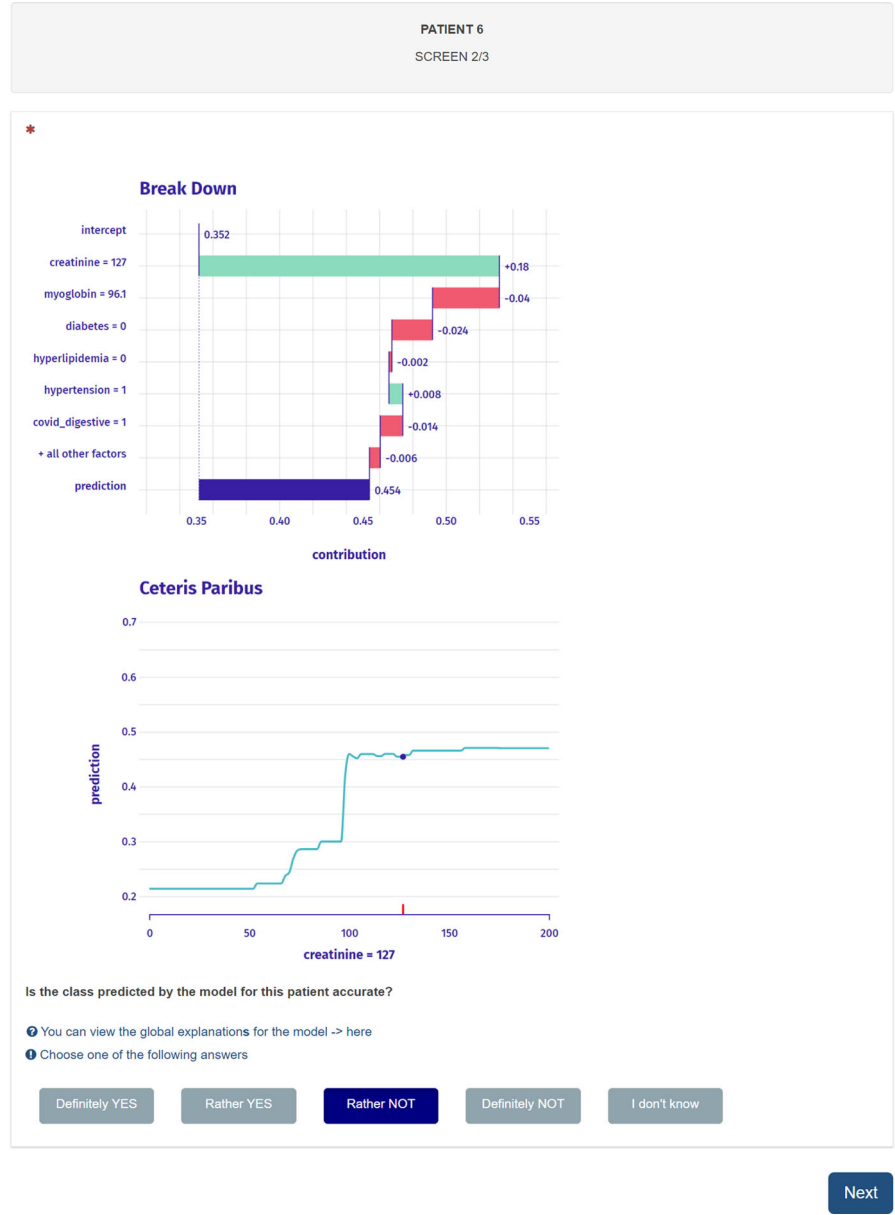 PATIENT 6
SCREEN 2/3
*
Break Down
intercept
0.352
creatinine = 127
+0.18
myoglobin = 96.1
-0.04
diabetes = 0
-0.024
hyperlipidemia = 0
-0.002
hypertension = 1
+0.008
covid_digestive = 1
-0.014
+ all other factors
-0.006
prediction
0.454
0.35 0.40 0.45 0.50 0.55
contribution
Ceteris Paribus
0.7
0.6
0.5
0.4
0.3
0.2
prediction
0 50 100 150 200
creatinine = 127
Is the class predicted by the model for this patient accurate?
You can view the global explanations for the model -> here
Choose one of the following answers
Definitely YES Rather YES Rather NOT Definitely NOT I don't know
Next